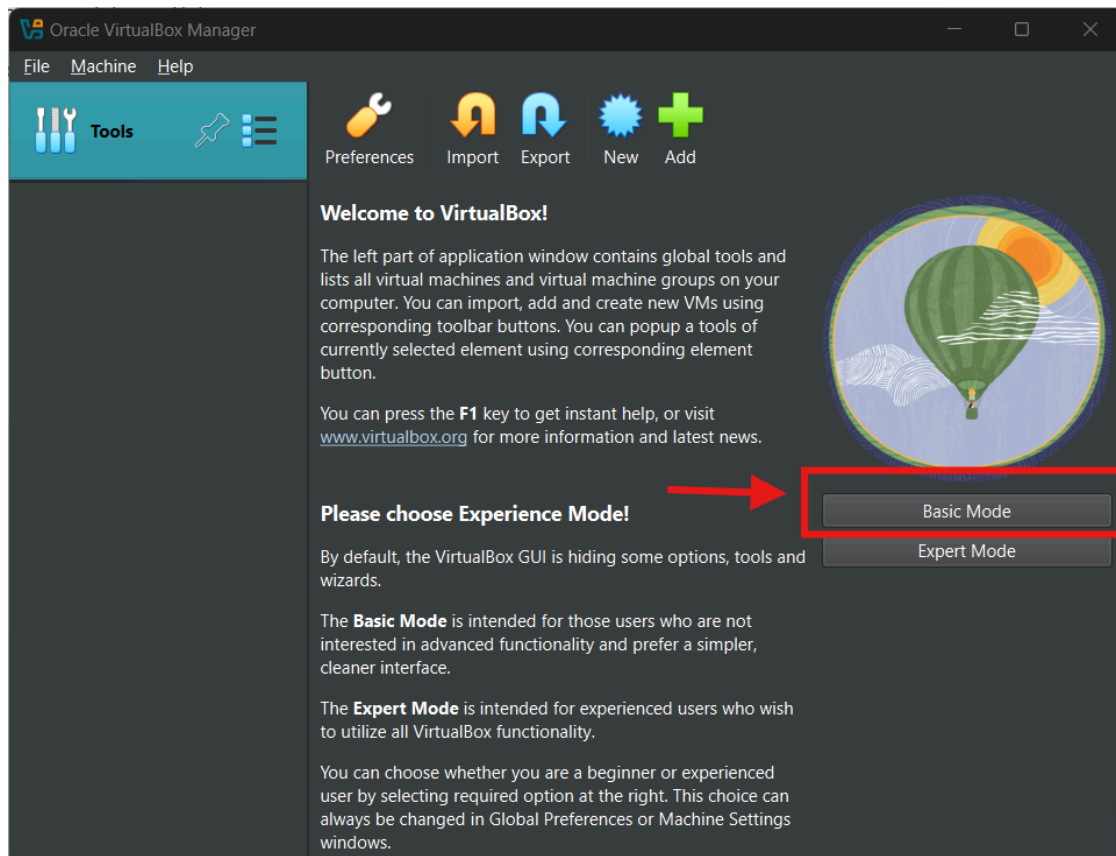 Oracle VirtualBox Manager
File Machine Help
Tools
Preferences Import Export New Add
Welcome to VirtualBox!
The left part of application window contains global tools and
lists all virtual machines and virtual machine groups on your
computer. You can import, add and create new VMs using
corresponding toolbar buttons. You can popup a tools of
currently selected element using corresponding element
button.
You can press the F1 key to get instant help, or visit
www.virtualbox.org for more information and latest news.
Please choose Experience Mode!
By default, the VirtualBox GUI is hiding some options, tools and
wizards.
The Basic Mode is intended for those users who are not
interested in advanced functionality and prefer a simpler,
cleaner interface.
The Expert Mode is intended for experienced users who wish
to utilize all VirtualBox functionality.
You can choose whether you are a beginner or experienced
user by selecting required option at the right. This choice can
always be changed in Global Preferences or Machine Settings
windows.
Basic Mode
Expert Mode